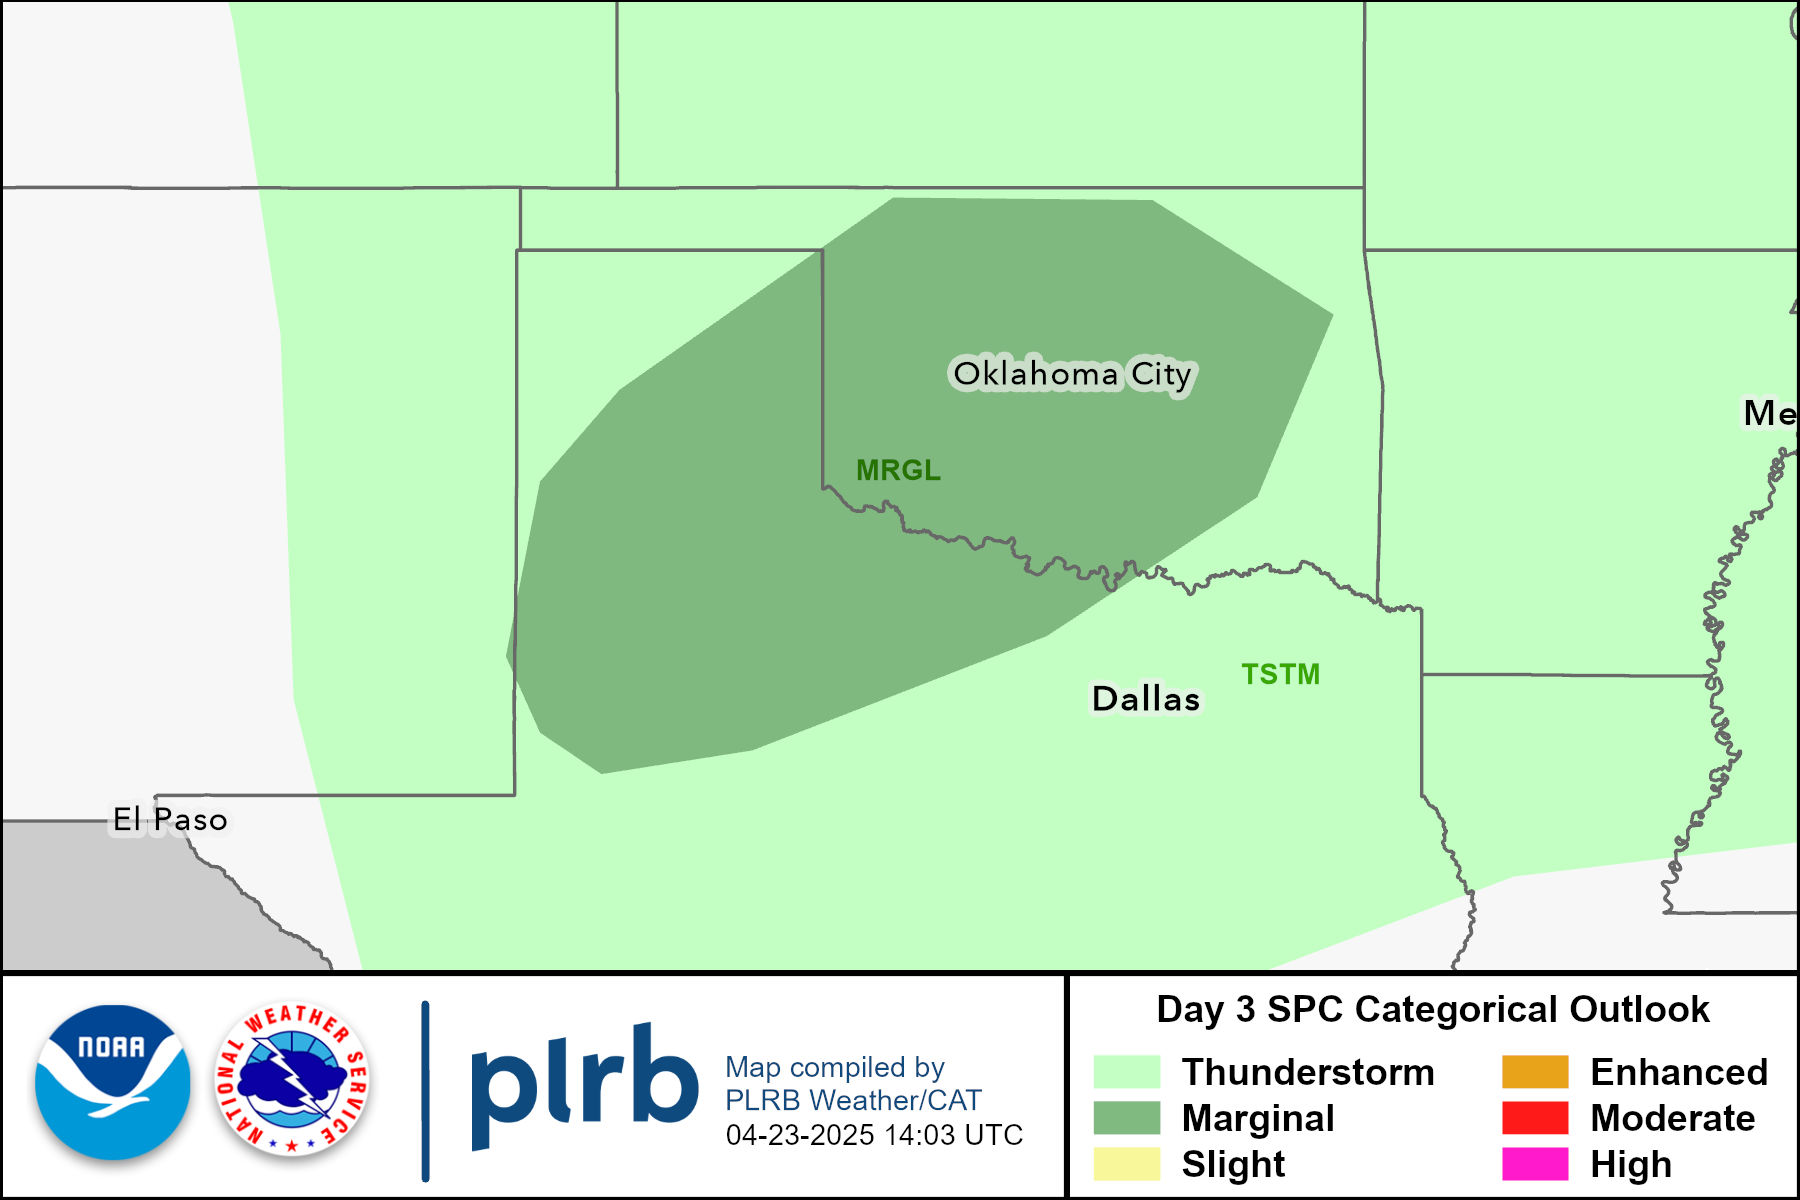 Oklahoma City
Me
MRGL
TSTM
Dallas
El Paso
NOAA
NATIONAL WEATHER SERVICE
plrb
Map compiled by
PLRB Weather/CAT
04-23-2025 14:03 UTC
Day 3 SPC Categorical Outlook
Thunderstorm
Marginal
Slight
Enhanced
Moderate
High